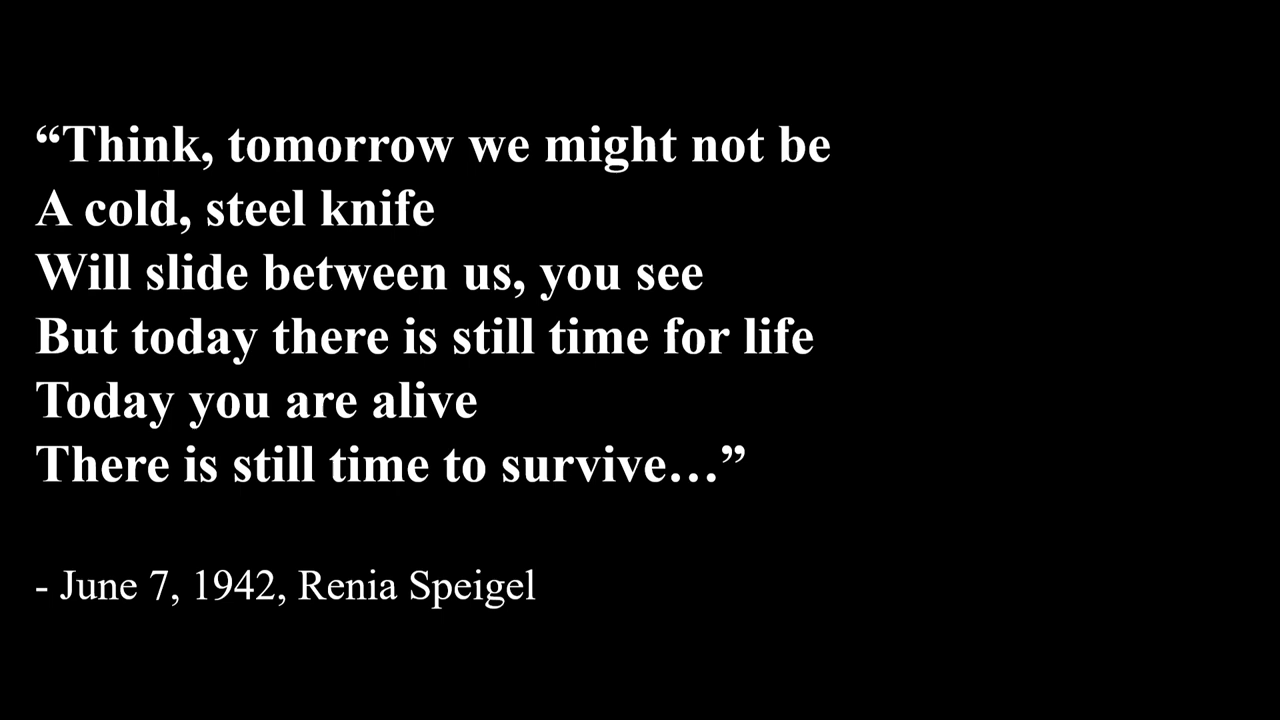 “Think, tomorrow we might not be
A cold, steel knife
Will slide between us, you see
But today there is still time for life
Today you are alive
There is still time to survive…”
- June 7, 1942, Renia Speigel